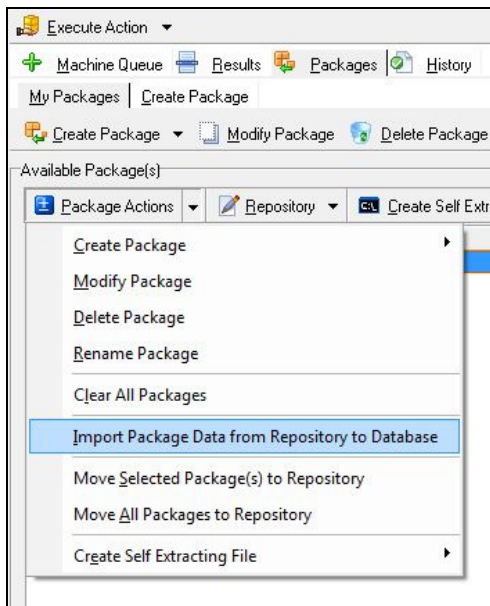 Execute Action
Machine Queue Results Packages History
My Packages Create Package
Create Package Modify Package Delete Package
Available Package(s)
Package Actions Repository Create Self
Create Package
Modify Package
Delete Package
Rename Package
Clear All Packages
Import Package Data from Repository to Database
Move Selected Package(s) to Repository
Move All Packages to Repository
Create Self Extracting File